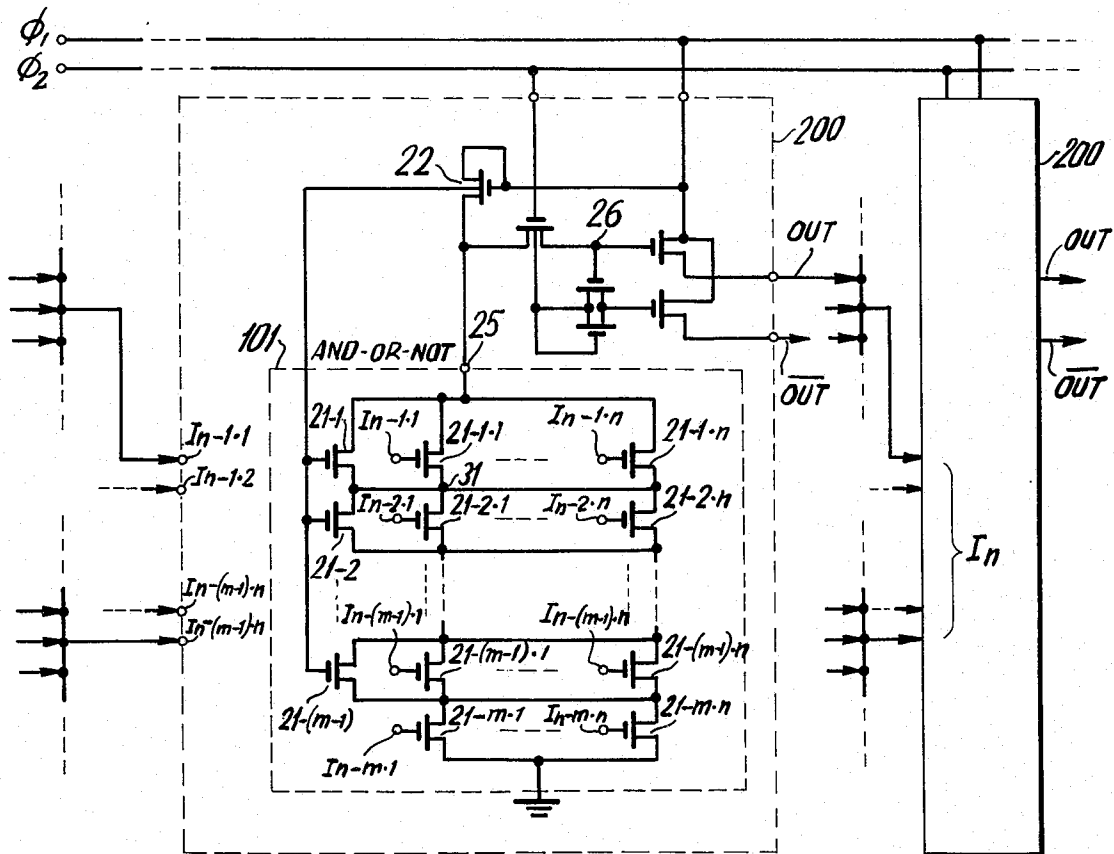 Φ₁
Φ₂
200
22
200
26
OUT
OUT
25
101
AND-OR-NOT
O̅U̅T̅
O̅U̅T̅
21-1
In-1·1
21-1·1
In-1·n
21-1·n
In-1·1
31
In-1·2
In-2·1
21-2·1
In-2·n
21-2·n
21-2
In
In-(m-1)·n
In-(m-1)·n
In-(m-1)·1
In-(m-1)·n
21-(m-1)·1
21-(m-1)·n
21-(m-1)
21-m·1
In-m·n
21-m·n
In-m·1